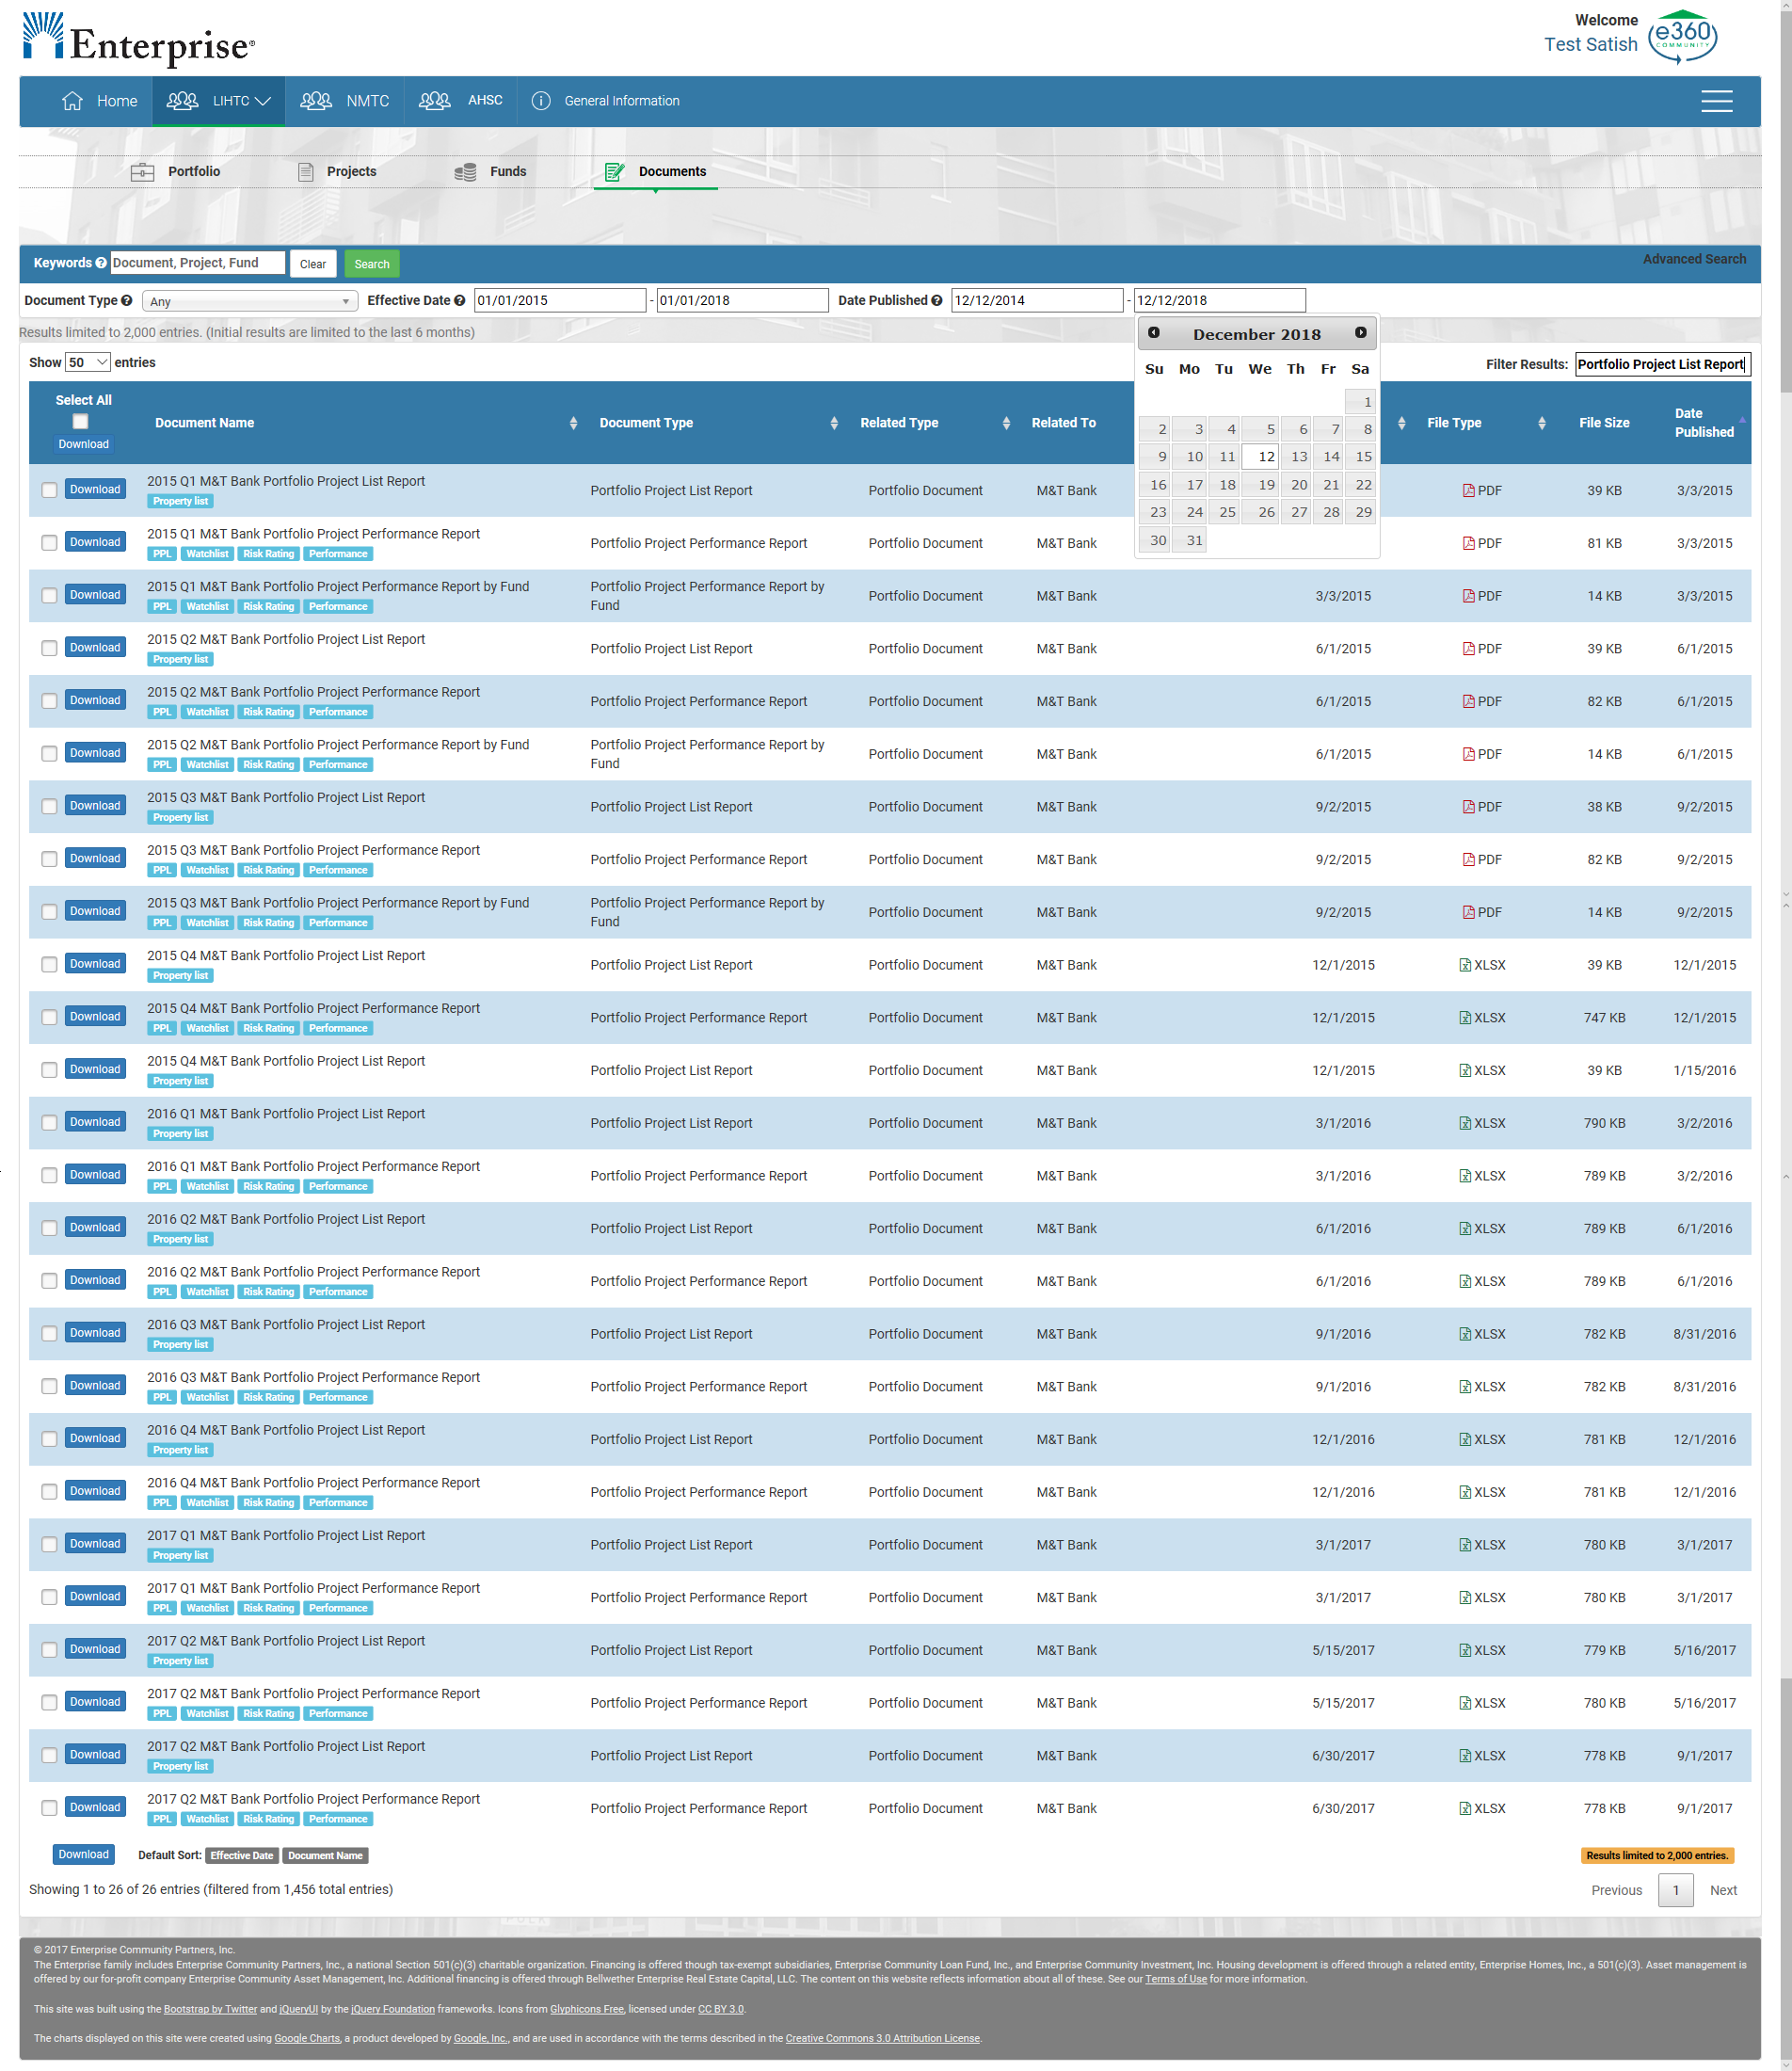 Enterprise®
Welcome
Test Satish
e360
COMMUNITY
Home LIHTC NMTC AHSC General Information
Portfolio Projects Funds Documents
Keywords Document, Project, Fund Clear Search Advanced Search
Document Type Any Effective Date 01/01/2015 - 01/01/2018 Date Published 12/12/2014 - 12/12/2018
Results limited to 2,000 entries. (Initial results are limited to the last 6 months)
December 2018
Su Mo Tu We Th Fr Sa
1
2 3 4 5 6 7 8
9 10 11 12 13 14 15
16 17 18 19 20 21 22
23 24 25 26 27 28 29
30 31
Show 50 entries Filter Results: Portfolio Project List Report
Select All
Download Document Name Document Type Related Type Related To File Type File Size Date Published
Download 2015 Q1 M&T Bank Portfolio Project List Report Portfolio Project List Report Portfolio Document M&T Bank PDF 39 KB 3/3/2015
Property list
Download 2015 Q1 M&T Bank Portfolio Project Performance Report Portfolio Project Performance Report Portfolio Document M&T Bank PDF 81 KB 3/3/2015
PPL Watchlist Risk Rating Performance
Download 2015 Q1 M&T Bank Portfolio Project Performance Report by Fund Portfolio Project Performance Report by Fund Portfolio Document M&T Bank 3/3/2015 PDF 14 KB 3/3/2015
PPL Watchlist Risk Rating Performance
Download 2015 Q2 M&T Bank Portfolio Project List Report Portfolio Project List Report Portfolio Document M&T Bank 6/1/2015 PDF 39 KB 6/1/2015
Property list
Download 2015 Q2 M&T Bank Portfolio Project Performance Report Portfolio Project Performance Report Portfolio Document M&T Bank 6/1/2015 PDF 82 KB 6/1/2015
PPL Watchlist Risk Rating Performance
Download 2015 Q2 M&T Bank Portfolio Project Performance Report by Fund Portfolio Project Performance Report by Fund Portfolio Document M&T Bank 6/1/2015 PDF 14 KB 6/1/2015
PPL Watchlist Risk Rating Performance
Download 2015 Q3 M&T Bank Portfolio Project List Report Portfolio Project List Report Portfolio Document M&T Bank 9/2/2015 PDF 38 KB 9/2/2015
Property list
Download 2015 Q3 M&T Bank Portfolio Project Performance Report Portfolio Project Performance Report Portfolio Document M&T Bank 9/2/2015 PDF 82 KB 9/2/2015
PPL Watchlist Risk Rating Performance
Download 2015 Q3 M&T Bank Portfolio Project Performance Report by Fund Portfolio Project Performance Report by Fund Portfolio Document M&T Bank 9/2/2015 PDF 14 KB 9/2/2015
PPL Watchlist Risk Rating Performance
Download 2015 Q4 M&T Bank Portfolio Project List Report Portfolio Project List Report Portfolio Document M&T Bank 12/1/2015 XLSX 39 KB 12/1/2015
Property list
Download 2015 Q4 M&T Bank Portfolio Project Performance Report Portfolio Project Performance Report Portfolio Document M&T Bank 12/1/2015 XLSX 747 KB 12/1/2015
PPL Watchlist Risk Rating Performance
Download 2015 Q4 M&T Bank Portfolio Project List Report Portfolio Project List Report Portfolio Document M&T Bank 12/1/2015 XLSX 39 KB 1/15/2016
Property list
Download 2016 Q1 M&T Bank Portfolio Project List Report Portfolio Project List Report Portfolio Document M&T Bank 3/1/2016 XLSX 790 KB 3/2/2016
Property list
Download 2016 Q1 M&T Bank Portfolio Project Performance Report Portfolio Project Performance Report Portfolio Document M&T Bank 3/1/2016 XLSX 789 KB 3/2/2016
PPL Watchlist Risk Rating Performance
Download 2016 Q2 M&T Bank Portfolio Project List Report Portfolio Project List Report Portfolio Document M&T Bank 6/1/2016 XLSX 789 KB 6/1/2016
Property list
Download 2016 Q2 M&T Bank Portfolio Project Performance Report Portfolio Project Performance Report Portfolio Document M&T Bank 6/1/2016 XLSX 789 KB 6/1/2016
PPL Watchlist Risk Rating Performance
Download 2016 Q3 M&T Bank Portfolio Project List Report Portfolio Project List Report Portfolio Document M&T Bank 9/1/2016 XLSX 782 KB 8/31/2016
Property list
Download 2016 Q3 M&T Bank Portfolio Project Performance Report Portfolio Project Performance Report Portfolio Document M&T Bank 9/1/2016 XLSX 782 KB 8/31/2016
PPL Watchlist Risk Rating Performance
Download 2016 Q4 M&T Bank Portfolio Project List Report Portfolio Project List Report Portfolio Document M&T Bank 12/1/2016 XLSX 781 KB 12/1/2016
Property list
Download 2016 Q4 M&T Bank Portfolio Project Performance Report Portfolio Project Performance Report Portfolio Document M&T Bank 12/1/2016 XLSX 781 KB 12/1/2016
PPL Watchlist Risk Rating Performance
Download 2017 Q1 M&T Bank Portfolio Project List Report Portfolio Project List Report Portfolio Document M&T Bank 3/1/2017 XLSX 780 KB 3/1/2017
Property list
Download 2017 Q1 M&T Bank Portfolio Project Performance Report Portfolio Project Performance Report Portfolio Document M&T Bank 3/1/2017 XLSX 780 KB 3/1/2017
PPL Watchlist Risk Rating Performance
Download 2017 Q2 M&T Bank Portfolio Project List Report Portfolio Project List Report Portfolio Document M&T Bank 5/15/2017 XLSX 779 KB 5/16/2017
Property list
Download 2017 Q2 M&T Bank Portfolio Project Performance Report Portfolio Project Performance Report Portfolio Document M&T Bank 5/15/2017 XLSX 780 KB 5/16/2017
PPL Watchlist Risk Rating Performance
Download 2017 Q2 M&T Bank Portfolio Project List Report Portfolio Project List Report Portfolio Document M&T Bank 6/30/2017 XLSX 778 KB 9/1/2017
Property list
Download 2017 Q2 M&T Bank Portfolio Project Performance Report Portfolio Project Performance Report Portfolio Document M&T Bank 6/30/2017 XLSX 778 KB 9/1/2017
PPL Watchlist Risk Rating Performance
Download Default Sort: Effective Date Document Name Results limited to 2,000 entries.
Showing 1 to 26 of 26 entries (filtered from 1,456 total entries) Previous 1 Next
© 2017 Enterprise Community Partners, Inc.
The Enterprise family includes Enterprise Community Partners, Inc., a national Section 501(c)(3) charitable organization. Financing is offered though tax-exempt subsidiaries, Enterprise Community Loan Fund, Inc., and Enterprise Community Investment, Inc. Housing development is offered through a related entity, Enterprise Homes, Inc., a 501(c)(3). Asset management is
offered by our for-profit company Enterprise Community Asset Management, Inc. Additional financing is offered through Bellwether Enterprise Real Estate Capital, LLC. The content on this website reflects information about all of these. See our Terms of Use for more information.
This site was built using the Bootstrap by Twitter and jQueryUI by the jQuery Foundation frameworks. Icons from Glyphicons Free, licensed under CC BY 3.0.
The charts displayed on this site were created using Google Charts, a product developed by Google, Inc., and are used in accordance with the terms described in the Creative Commons 3.0 Attribution License.